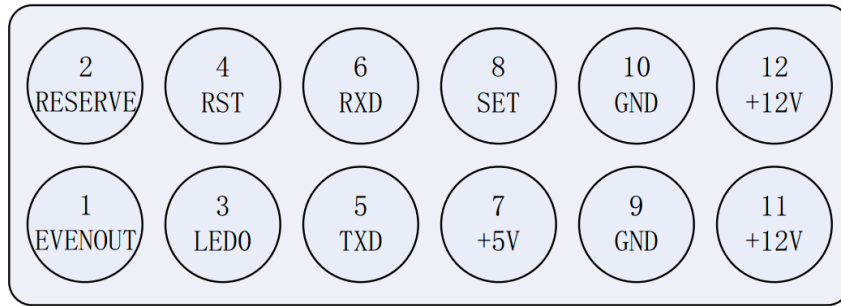 2
RESERVE
4
RST
6
RXD
8
SET
10
GND
12
+12V
1
EVENOUT
3
LEDO
5
TXD
7
+5V
9
GND
11
+12V